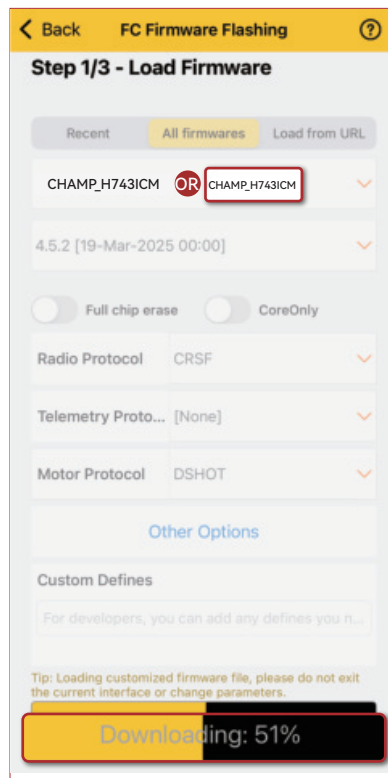 Back FC Firmware Flashing ?
Step 1/3 - Load Firmware
Recent All firmwares Load from URL
CHAMP_H743ICM OR CHAMP_H743ICM
4.5.2 [19-Mar-2025 00:00]
Full chip erase CoreOnly
Radio Protocol CRSF
Telemetry Proto... [None]
Motor Protocol DSHOT
Other Options
Custom Defines
For developers, you can add any defines you n...
Tip: Loading customized firmware file, please do not exit
the current interface or change parameters.
Downloading: 51%